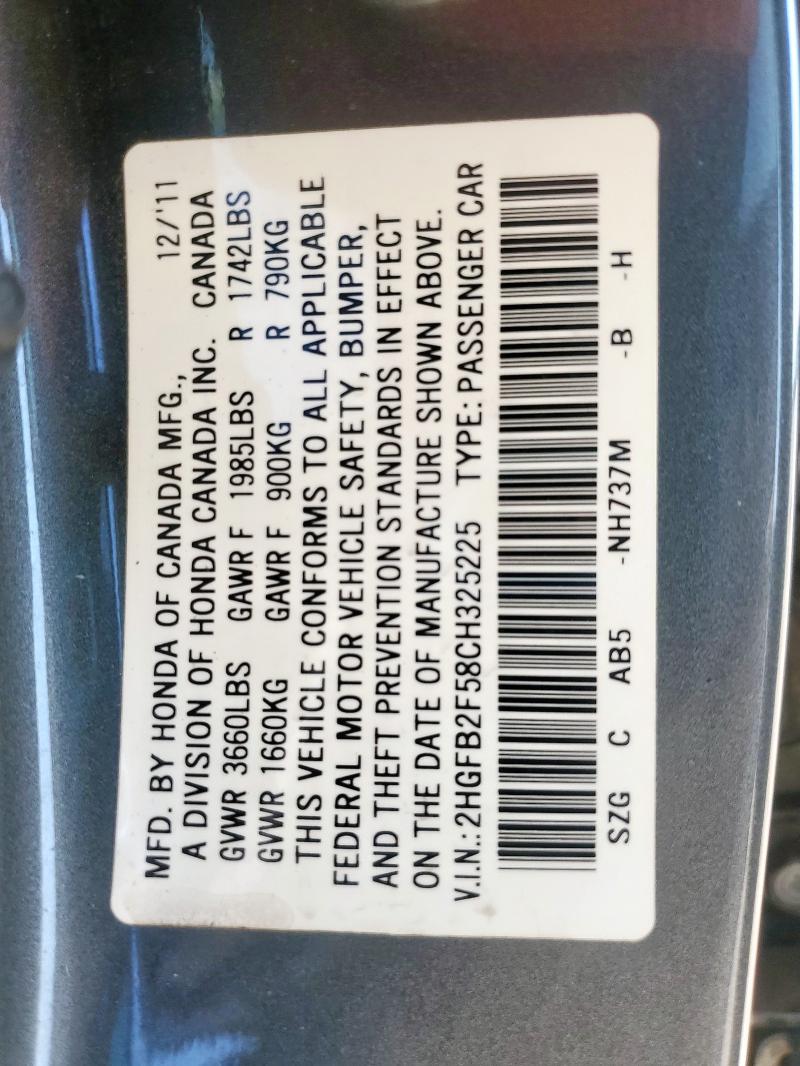 MFD. BY HONDA OF CANADA MFG., 12/'11
A DIVISION OF HONDA CANADA INC. CANADA
GVWR 3660LBS GAWR F 1985LBS R 1742LBS
GVWR 1660KG GAWR F 900KG R 790KG
THIS VEHICLE CONFORMS TO ALL APPLICABLE
FEDERAL MOTOR VEHICLE SAFETY, BUMPER,
AND THEFT PREVENTION STANDARDS IN EFFECT
ON THE DATE OF MANUFACTURE SHOWN ABOVE.
V.I.N.: 2HGFB2F58CH325225 TYPE: PASSENGER CAR
SZG C AB5 -NH737M -B -H